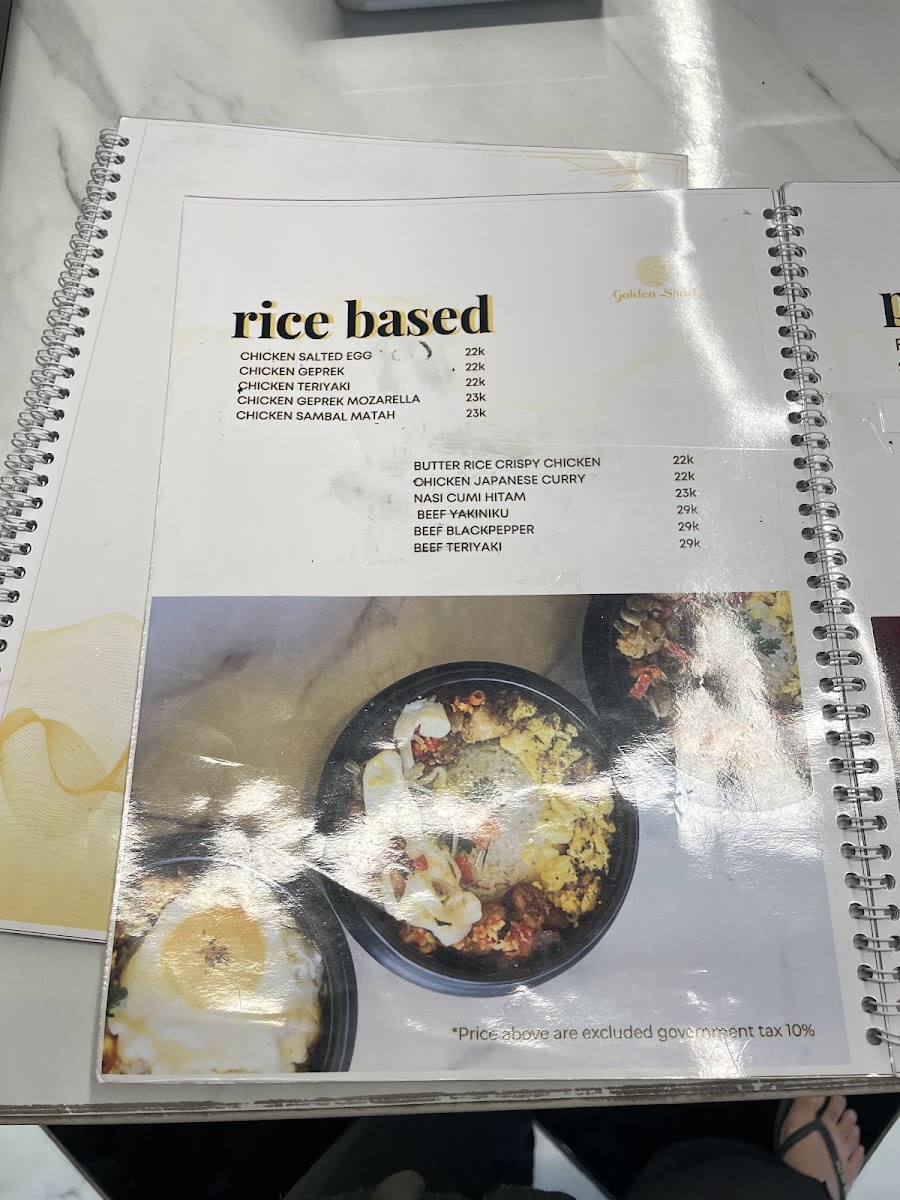 Golden Sand
rice based
CHICKEN SALTED EGG 22k
CHICKEN GEPREK 22k
CHICKEN TERIYAKI 22k
CHICKEN GEPREK MOZARELLA 23k
CHICKEN SAMBAL MATAH 23k
BUTTER RICE CRISPY CHICKEN 22k
CHICKEN JAPANESE CURRY 22k
NASI CUMI HITAM 23k
BEEF YAKINIKU 29k
BEEF BLACKPEPPER 29k
BEEF TERIYAKI 29k
*Price above are excluded government tax 10%